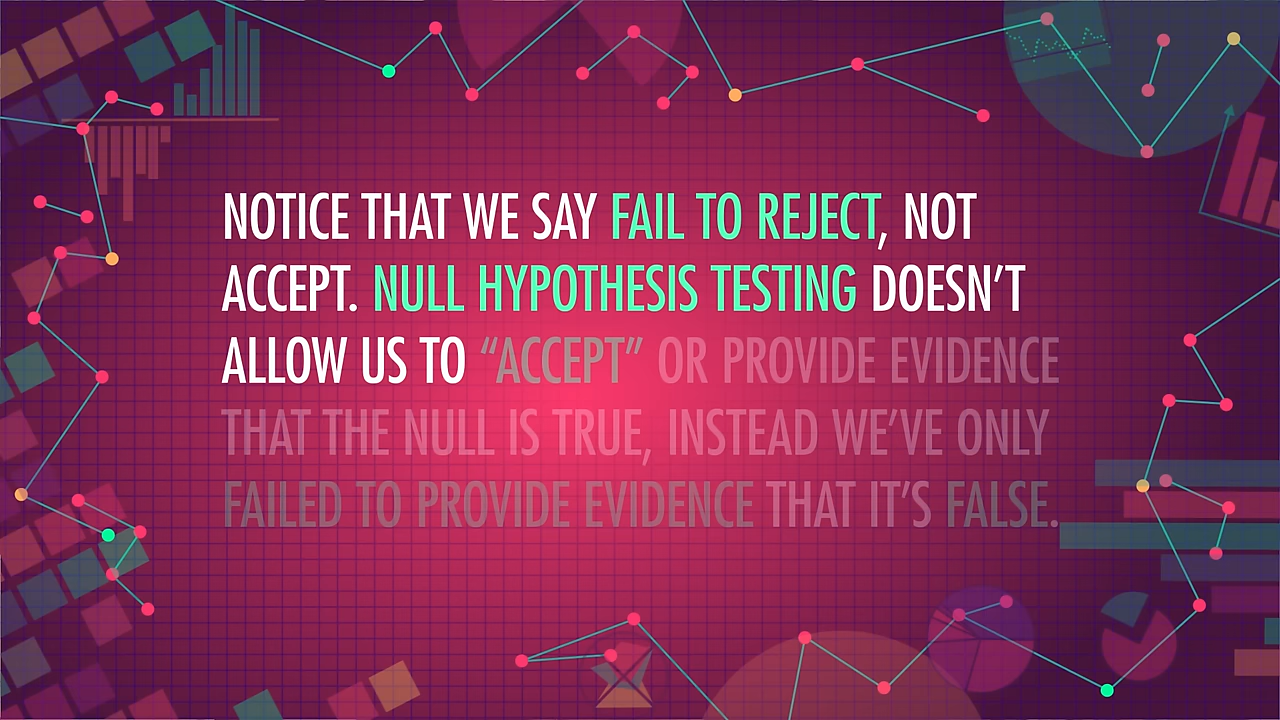 NOTICE THAT WE SAY FAIL TO REJECT, NOT
ACCEPT. NULL HYPOTHESIS TESTING DOESN’T
ALLOW US TO “ACCEPT” OR PROVIDE EVIDENCE
THAT THE NULL IS TRUE, INSTEAD WE’VE ONLY
FAILED TO PROVIDE EVIDENCE THAT IT’S FALSE.